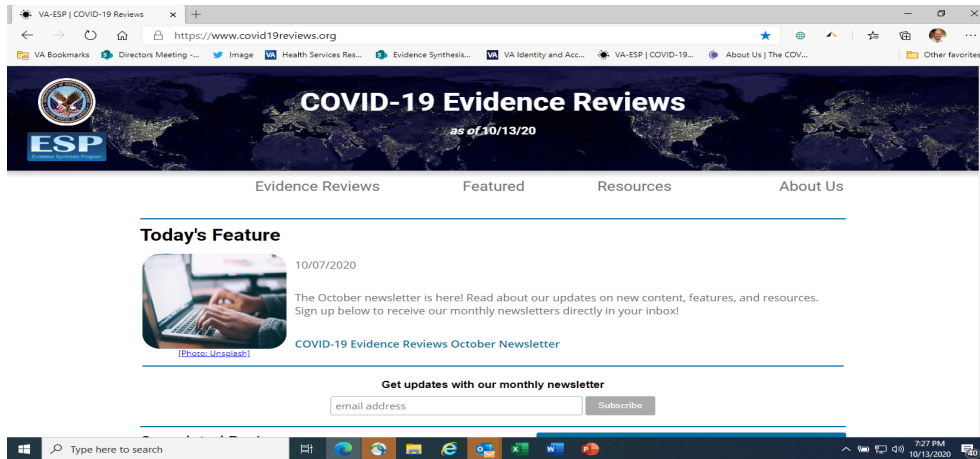 VA-ESP | COVID-19 Reviews
https://www.covid19reviews.org
VA Bookmarks
Directors Meeting -...
Image
VA Health Services Res...
Evidence Synthesis...
VA VA Identity and Acc...
VA-ESP | COVID-19...
About Us | The COV...
Other favorites
ESP
Evidence Synthesis Program
COVID-19 Evidence Reviews
as of 10/13/20
Evidence Reviews
Featured
Resources
About Us
Today's Feature
10/07/2020
The October newsletter is here! Read about our updates on new content, features, and resources.
Sign up below to receive our monthly newsletters directly in your inbox!
COVID-19 Evidence Reviews October Newsletter
[Photo: Unsplash]
Get updates with our monthly newsletter
email address
Subscribe
Type here to search
7:27 PM
10/13/2020